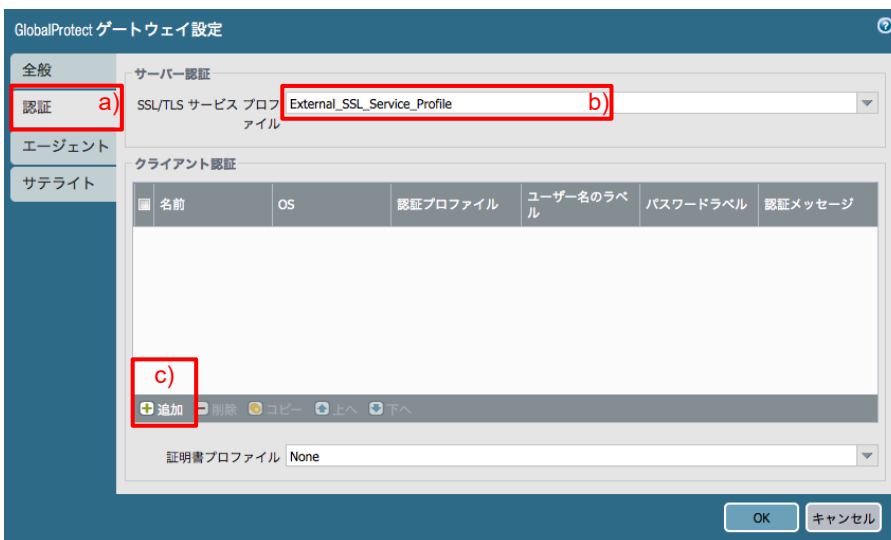 GlobalProtect ゲートウェイ設定
全般
認証
a)
エージェント
サテライト
サーバー認証
SSL/TLS サービス プロフ
ァイル
External_SSL_Service_Profile
b)
クライアント認証
名前
OS
認証プロファイル
ユーザー名のラベ
ル
パスワードラベル
認証メッセージ
c)
追加
削除
コピー
上へ
下へ
証明書プロファイル
None
OK
キャンセル